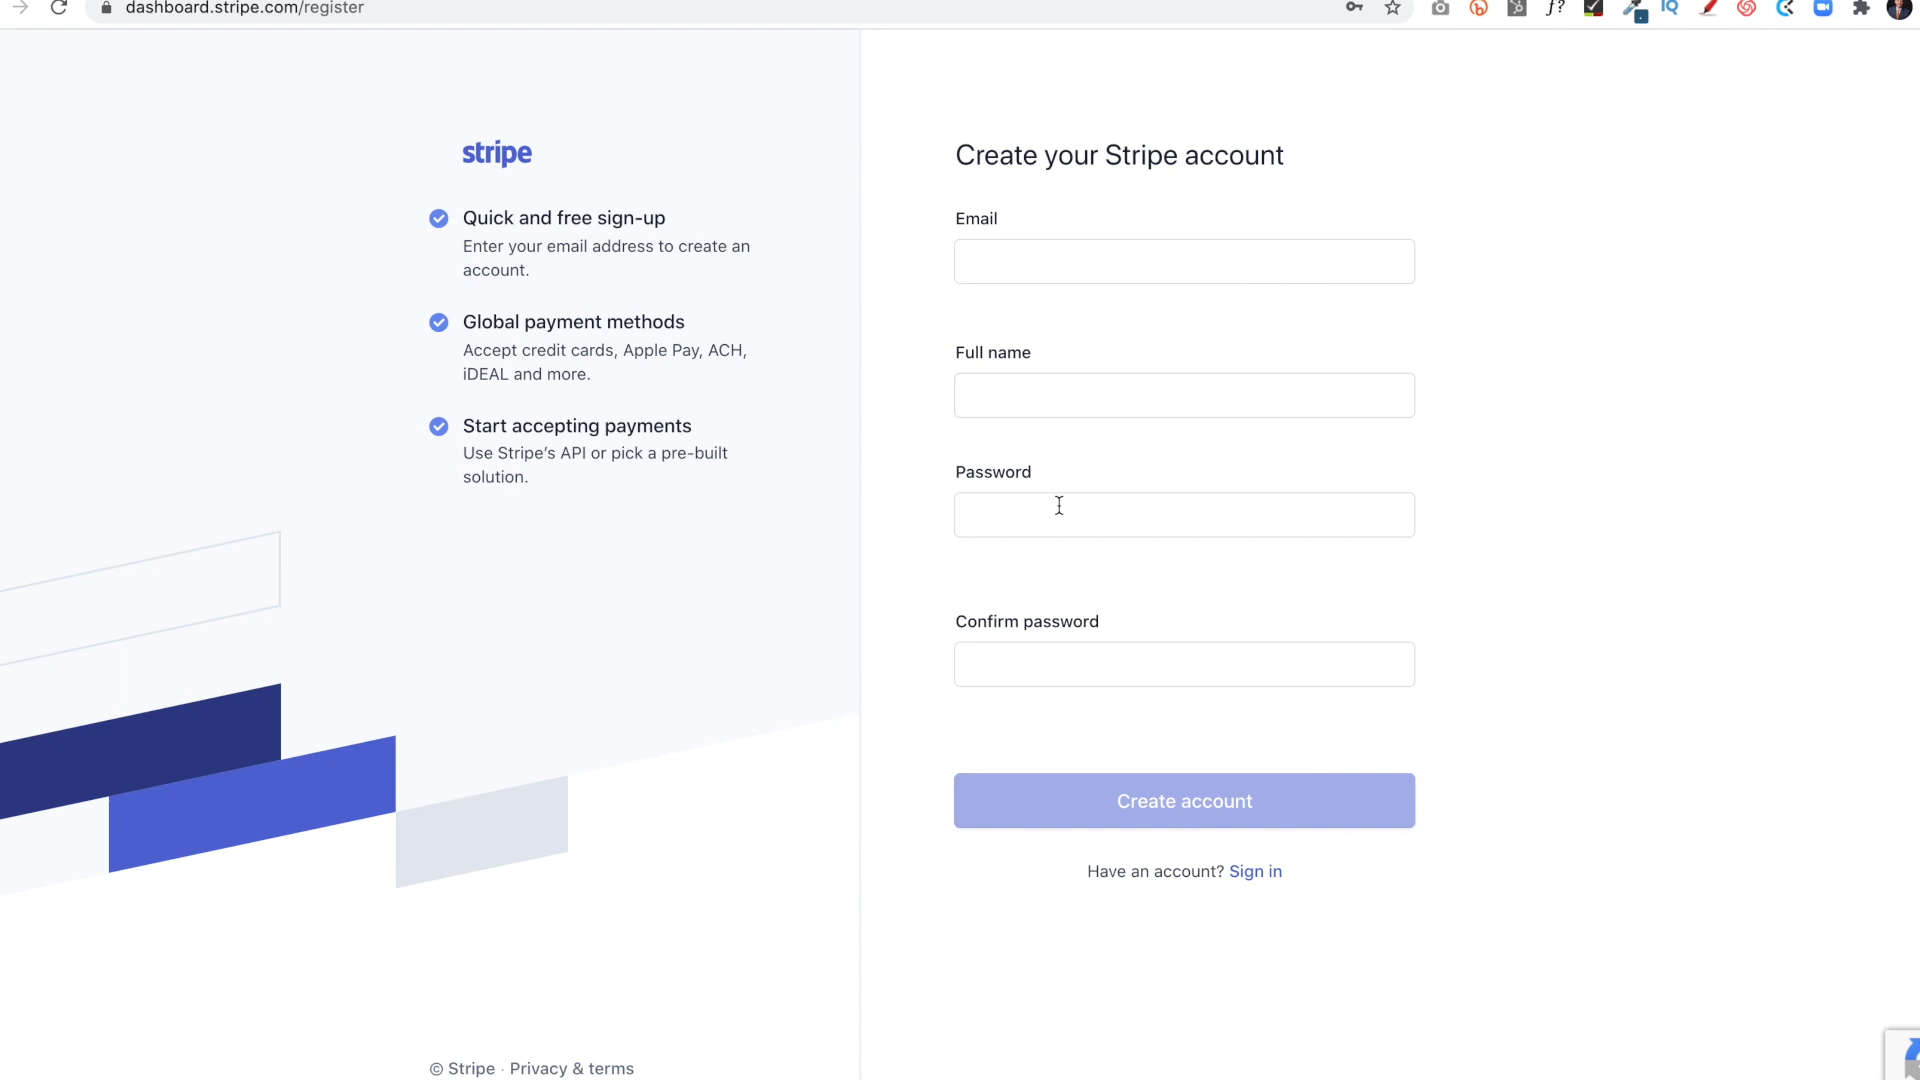 dashboard.stripe.com/register
stripe
Quick and free sign-up
Enter your email address to create an
account.
Global payment methods
Accept credit cards, Apple Pay, ACH,
iDEAL and more.
Start accepting payments
Use Stripe's API or pick a pre-built
solution.
© Stripe · Privacy & terms
Create your Stripe account
Email
Full name
Password
Confirm password
Create account
Have an account? Sign in